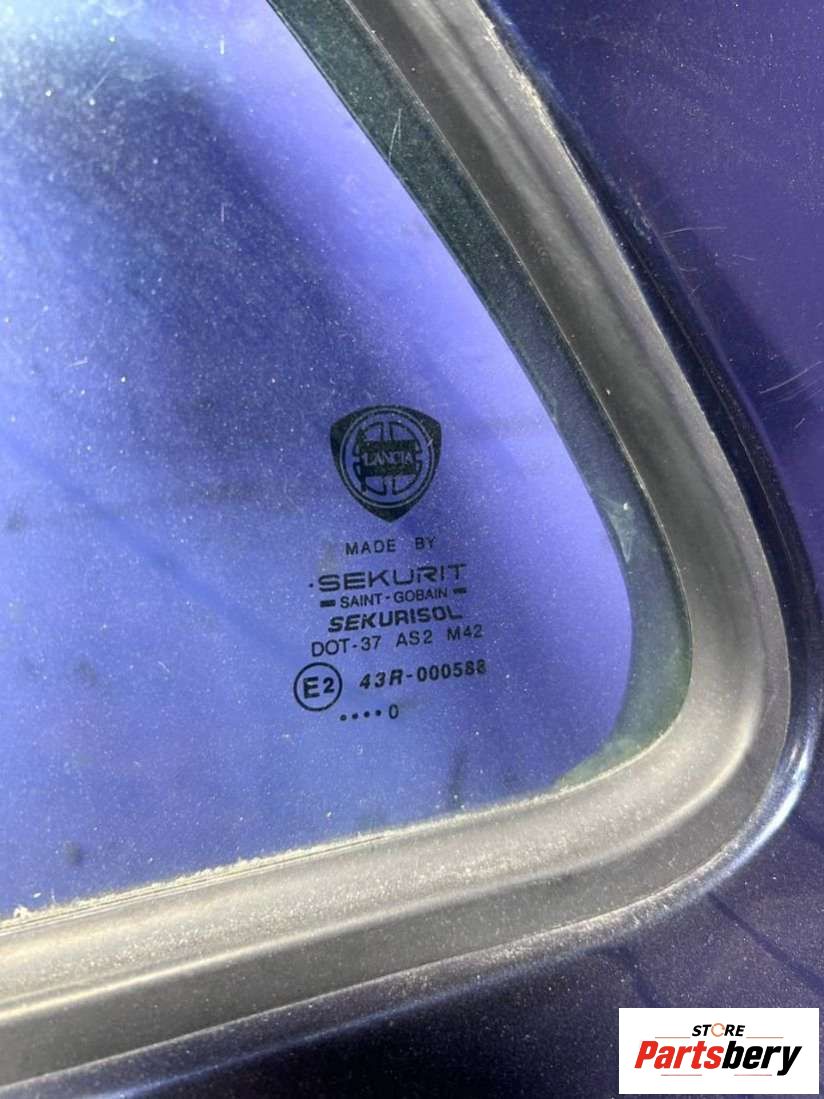 LANCIA
MADE BY
SEKURIT
SAINT-GOBAIN
SEKURISOL
DOT-37 AS2 M42
E2 43R-000588
•••• 0
STORE
Partsbery